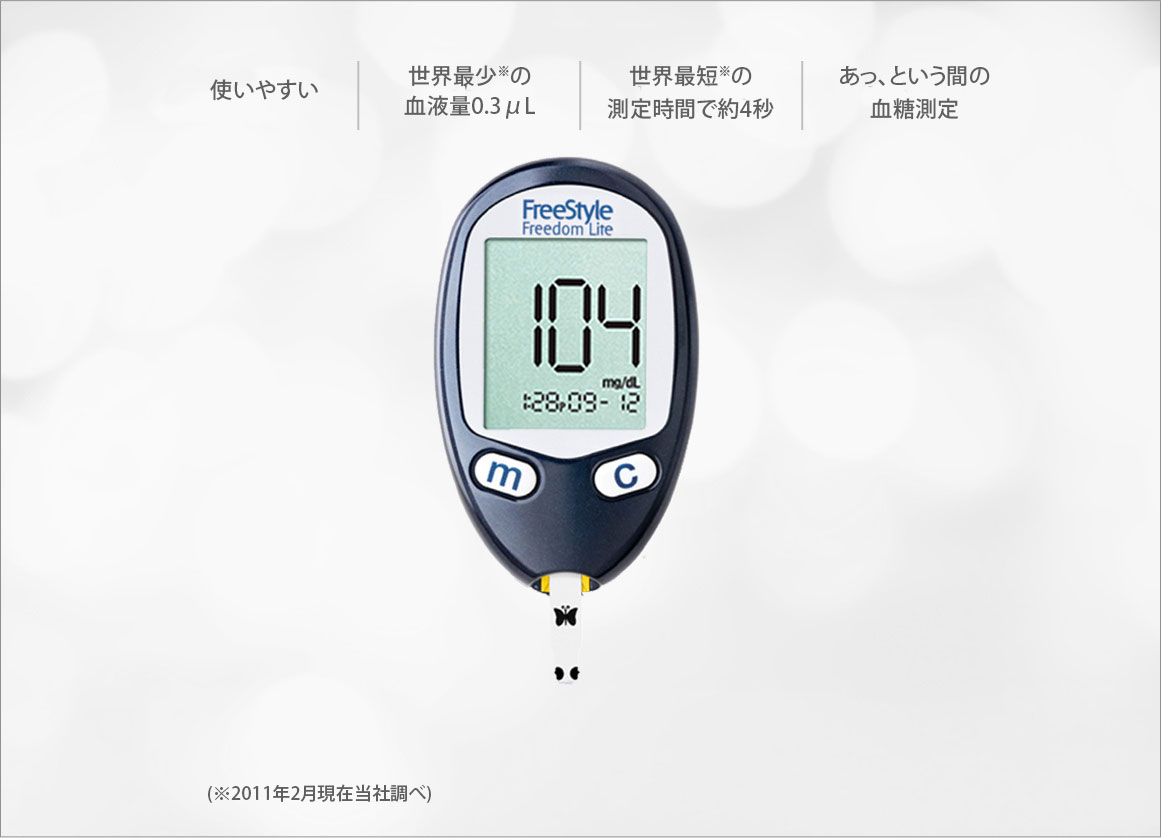 使いやすい
世界最少※の
血液量0.3μL
世界最短※の
測定時間で約4秒
あっ、という間の
血糖測定
FreeStyle
Freedom Lite
104
mg/dL
1:28P09-12
m
c
(※2011年2月現在当社調べ)